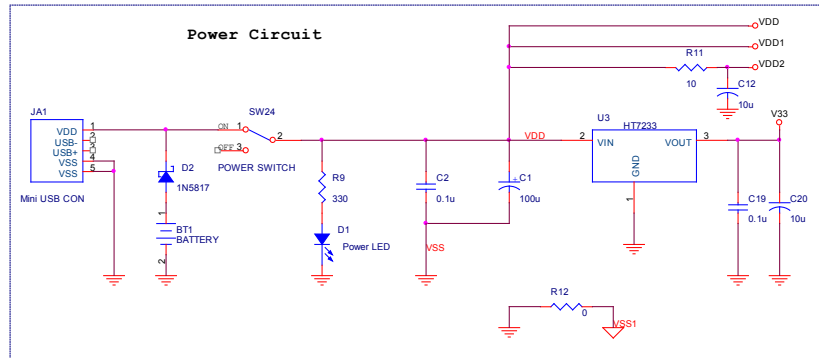 Power Circuit
VDD
VDD1
VDD2
R11
10
C12
10u
JA1
1
VDD
2
USB-
3
USB+
4
VSS
5
VSS
Mini USB CON
ON
1
SW24
2
OFF
3
POWER SWITCH
D2
1N5817
1
BT1
BATTERY
2
R9
330
D1
Power LED
C2
0.1u
VSS
C1
100u
VDD
U3
HT7233
2
VIN
VOUT
3
GND
1
V33
C19
0.1u
C20
10u
R12
0
VSS1